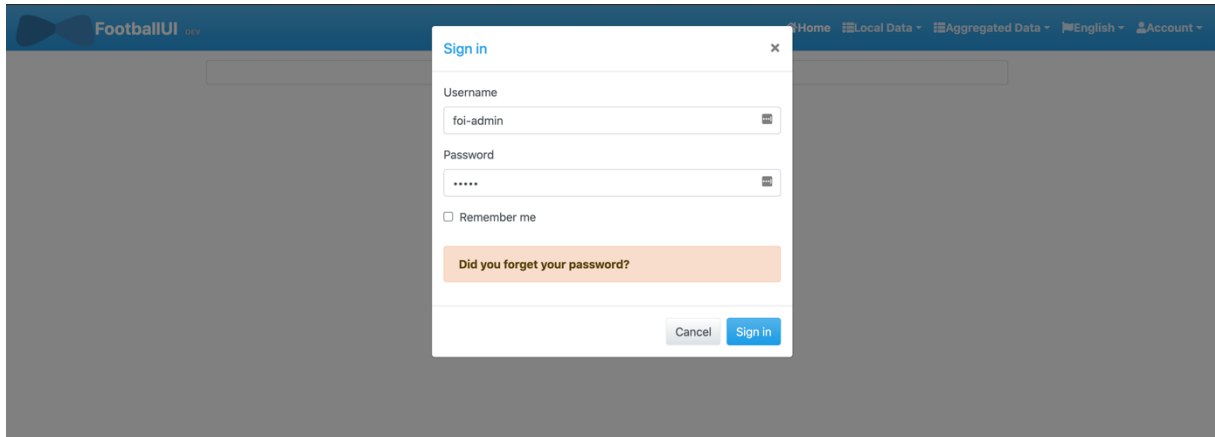 FootballUI DEV
Home Local Data Aggregated Data English Account
Sign in ×
Username
foi-admin
Password
•••••
Remember me
Did you forget your password?
Cancel Sign in